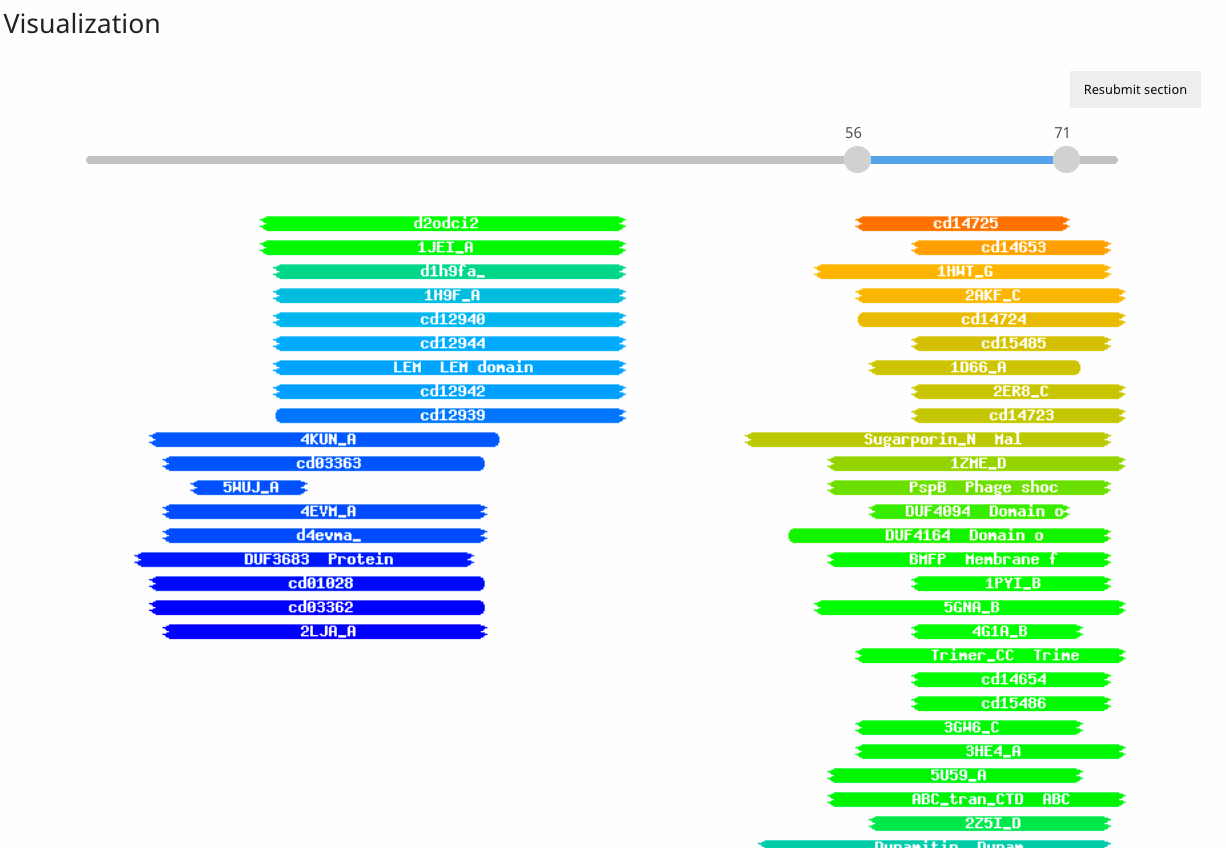 Visualization
Resubmit section
56 71
d2odci2 cd14725
1JEI_A cd14653
d1h9fa_ 1HWT_G
1H9F_A 2AKF_C
cd12940 cd14724
cd12944 cd15485
LEM LEM domain 1D66_A
cd12942 2ER8_C
cd12939 cd14723
4KUN_A Sugarporin_N Mal
cd03363 1ZME_D
5WUJ_A PspB Phage shoc
4EVM_A DUF4094 Domain o
d4evma_ DUF4164 Domain o
DUF3683 Protein BMFP Membrane f
cd01028 1PYI_B
cd03362 5GNA_B
2LJA_A 4G1A_B
Trimer_CC Trime
cd14654
cd15486
3GW6_C
3HE4_A
5U59_A
ABC_tran_CTD ABC
2Z5I_D
Dynamitin Dynam